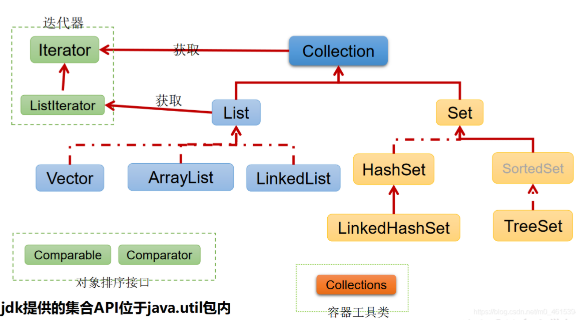 迭代器
Iterator
获取
Collection
ListIterator
获取
List
Set
Vector
ArrayList
LinkedList
HashSet
SortedSet
LinkedHashSet
TreeSet
Comparable
Comparator
对象排序接口
Collections
容器工具类
jdk提供的集合API位于java.util包内